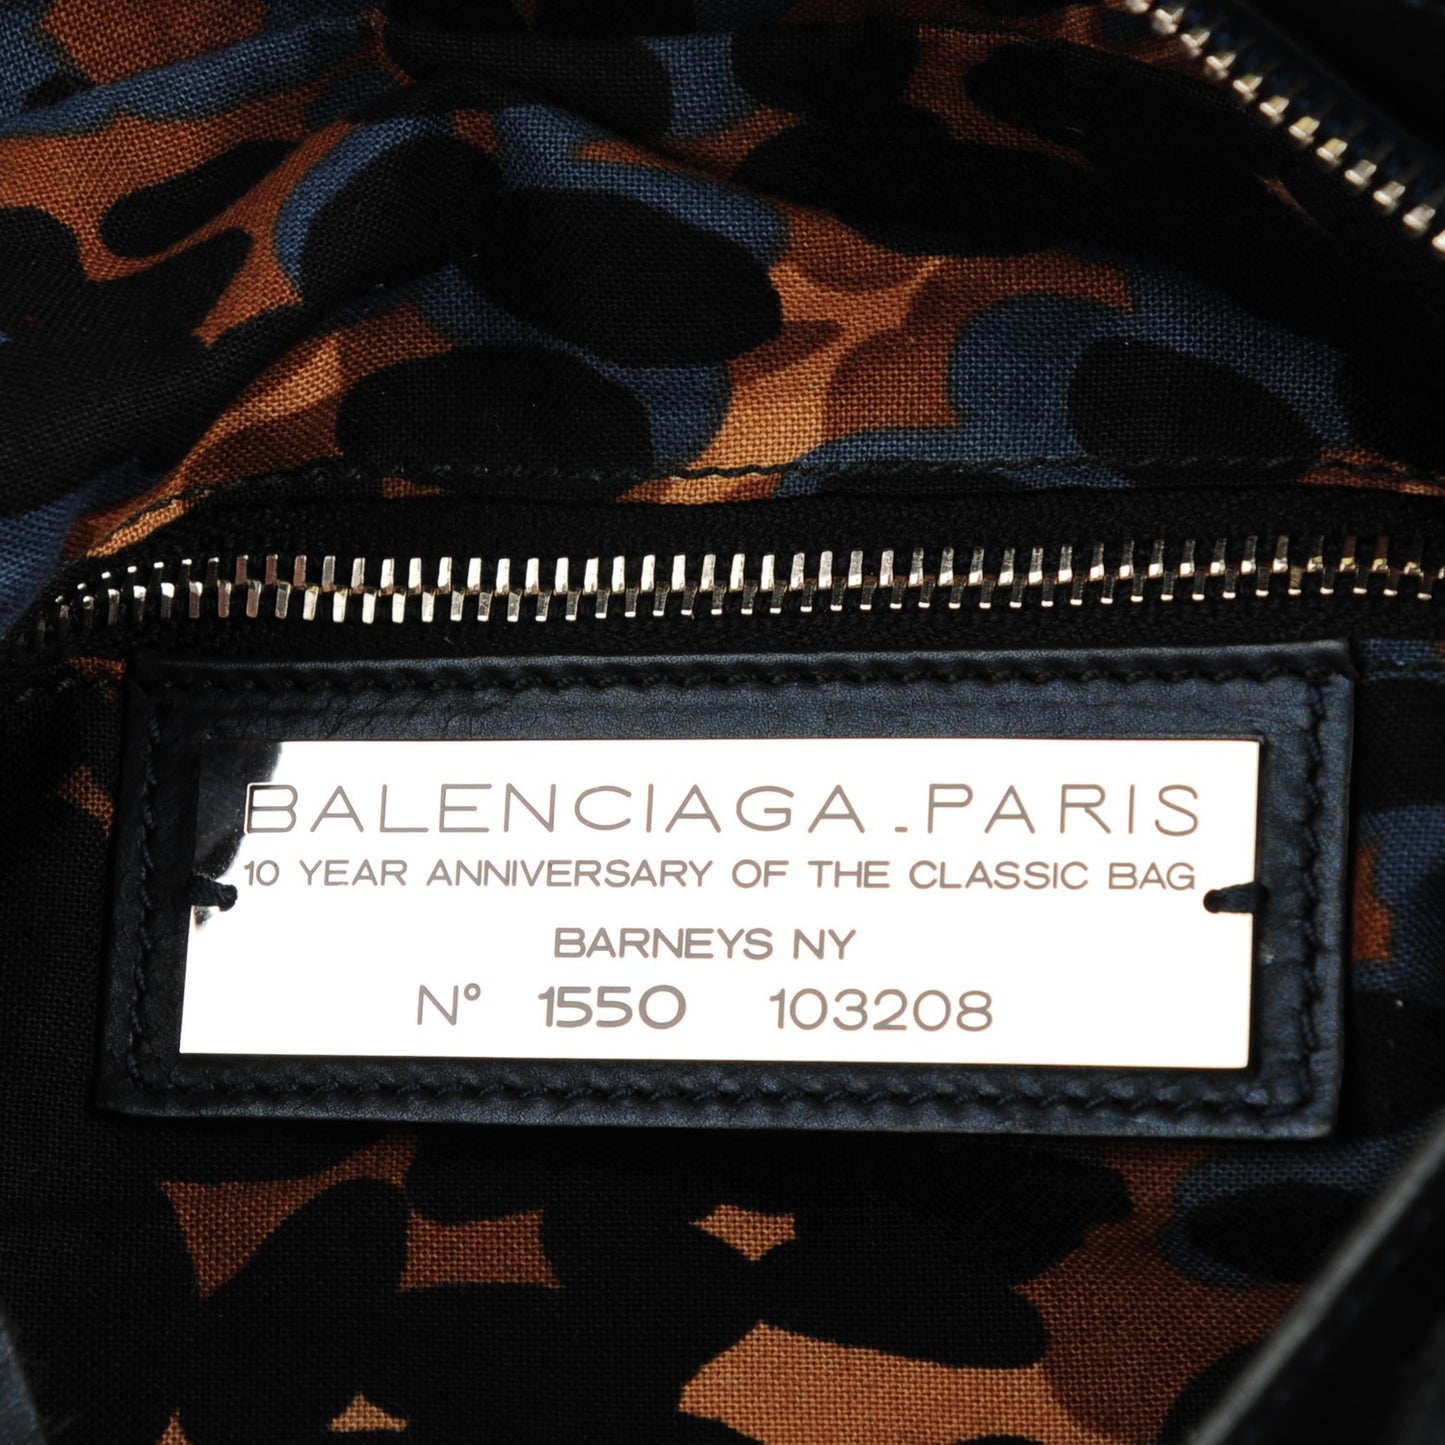 BALENCIAGA.PARIS
10 YEAR ANNIVERSARY OF THE CLASSIC BAG
BARNEYS NY
N° 1550 103208